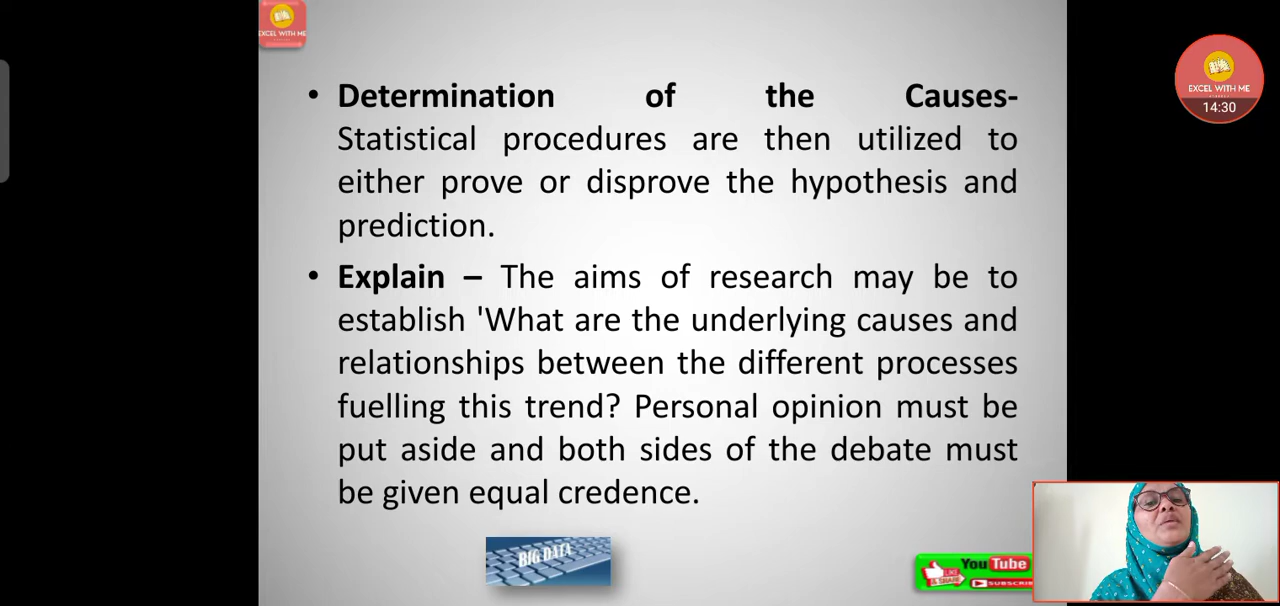 EXCEL WITH ME
• Determination of the Causes-
Statistical procedures are then utilized to
either prove or disprove the hypothesis and
prediction.
• Explain – The aims of research may be to
establish 'What are the underlying causes and
relationships between the different processes
fuelling this trend? Personal opinion must be
put aside and both sides of the debate must
be given equal credence.
BIG DATA
LIKE
& SHARE
YouTube
SUBSCRIBE
EXCEL WITH ME
14:30